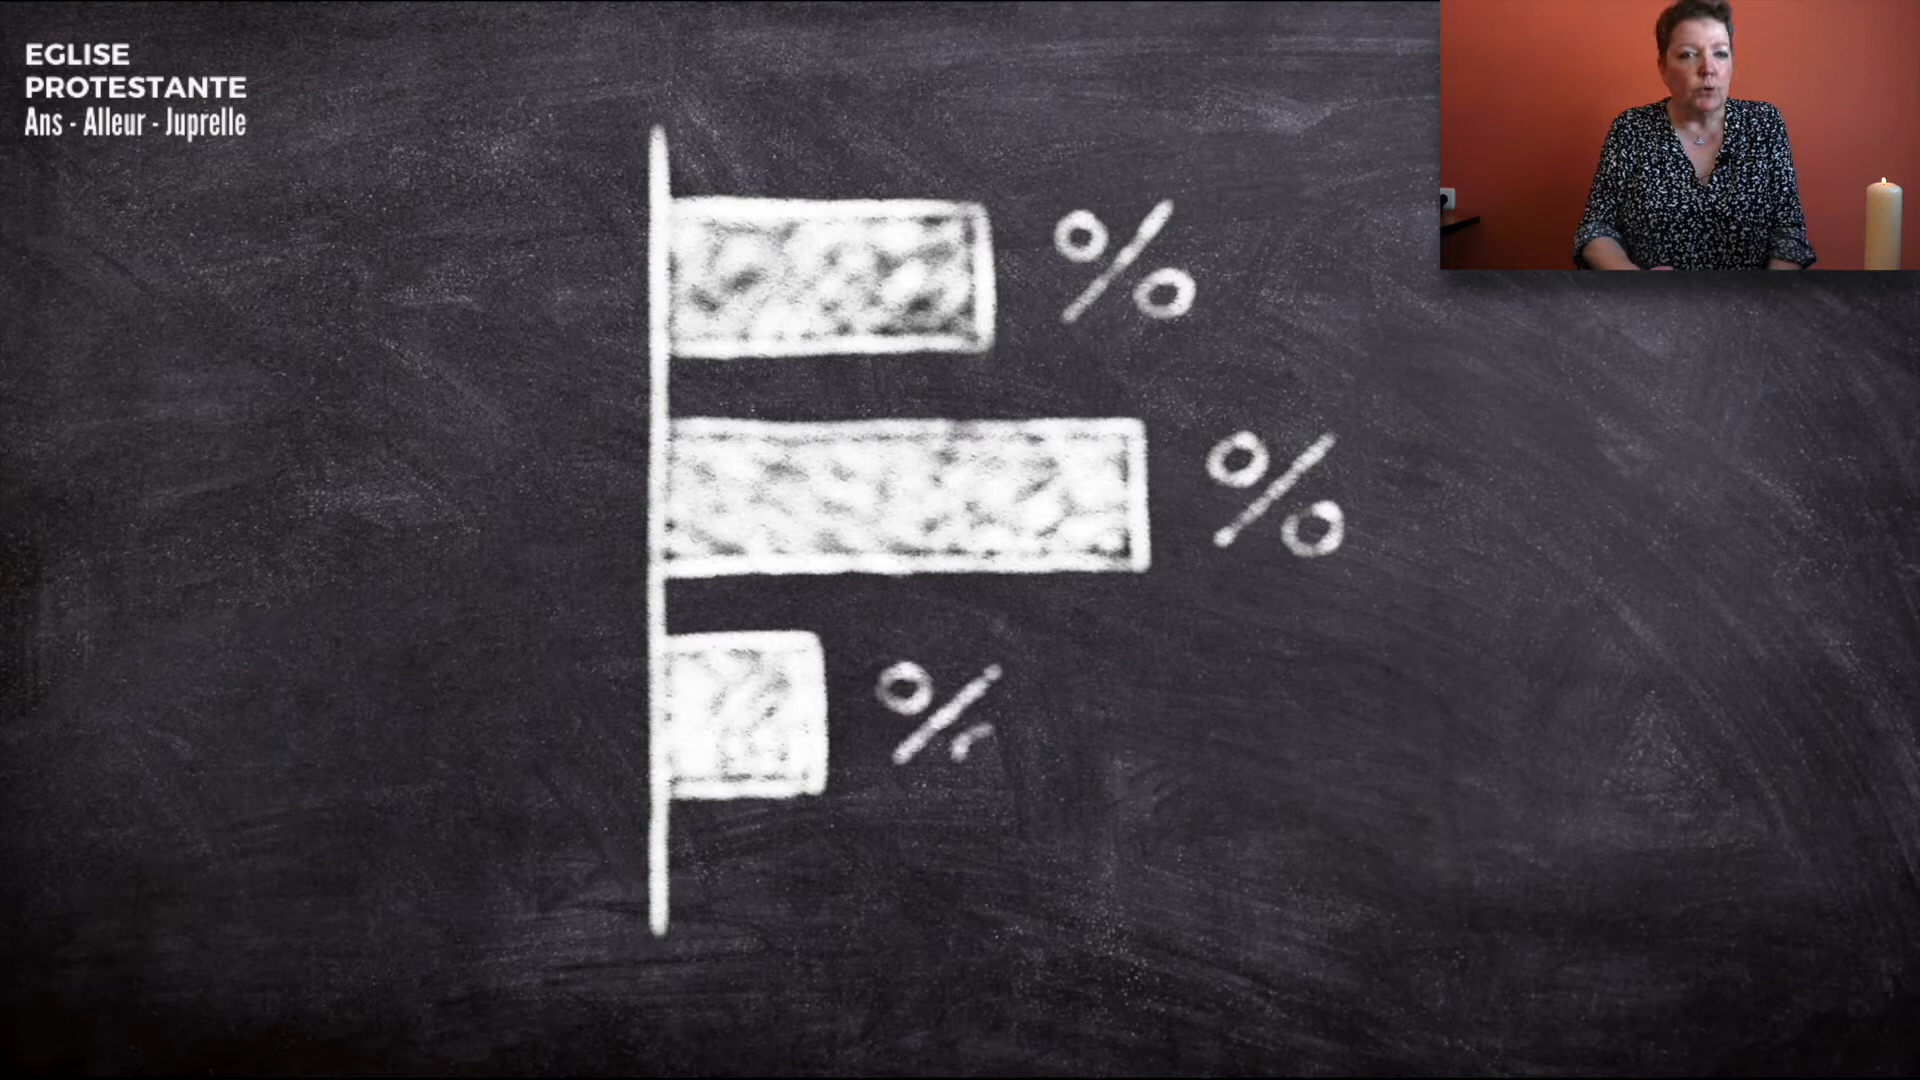 EGLISE
PROTESTANTE
Ans - Alleur - Juprelle
%
%
%